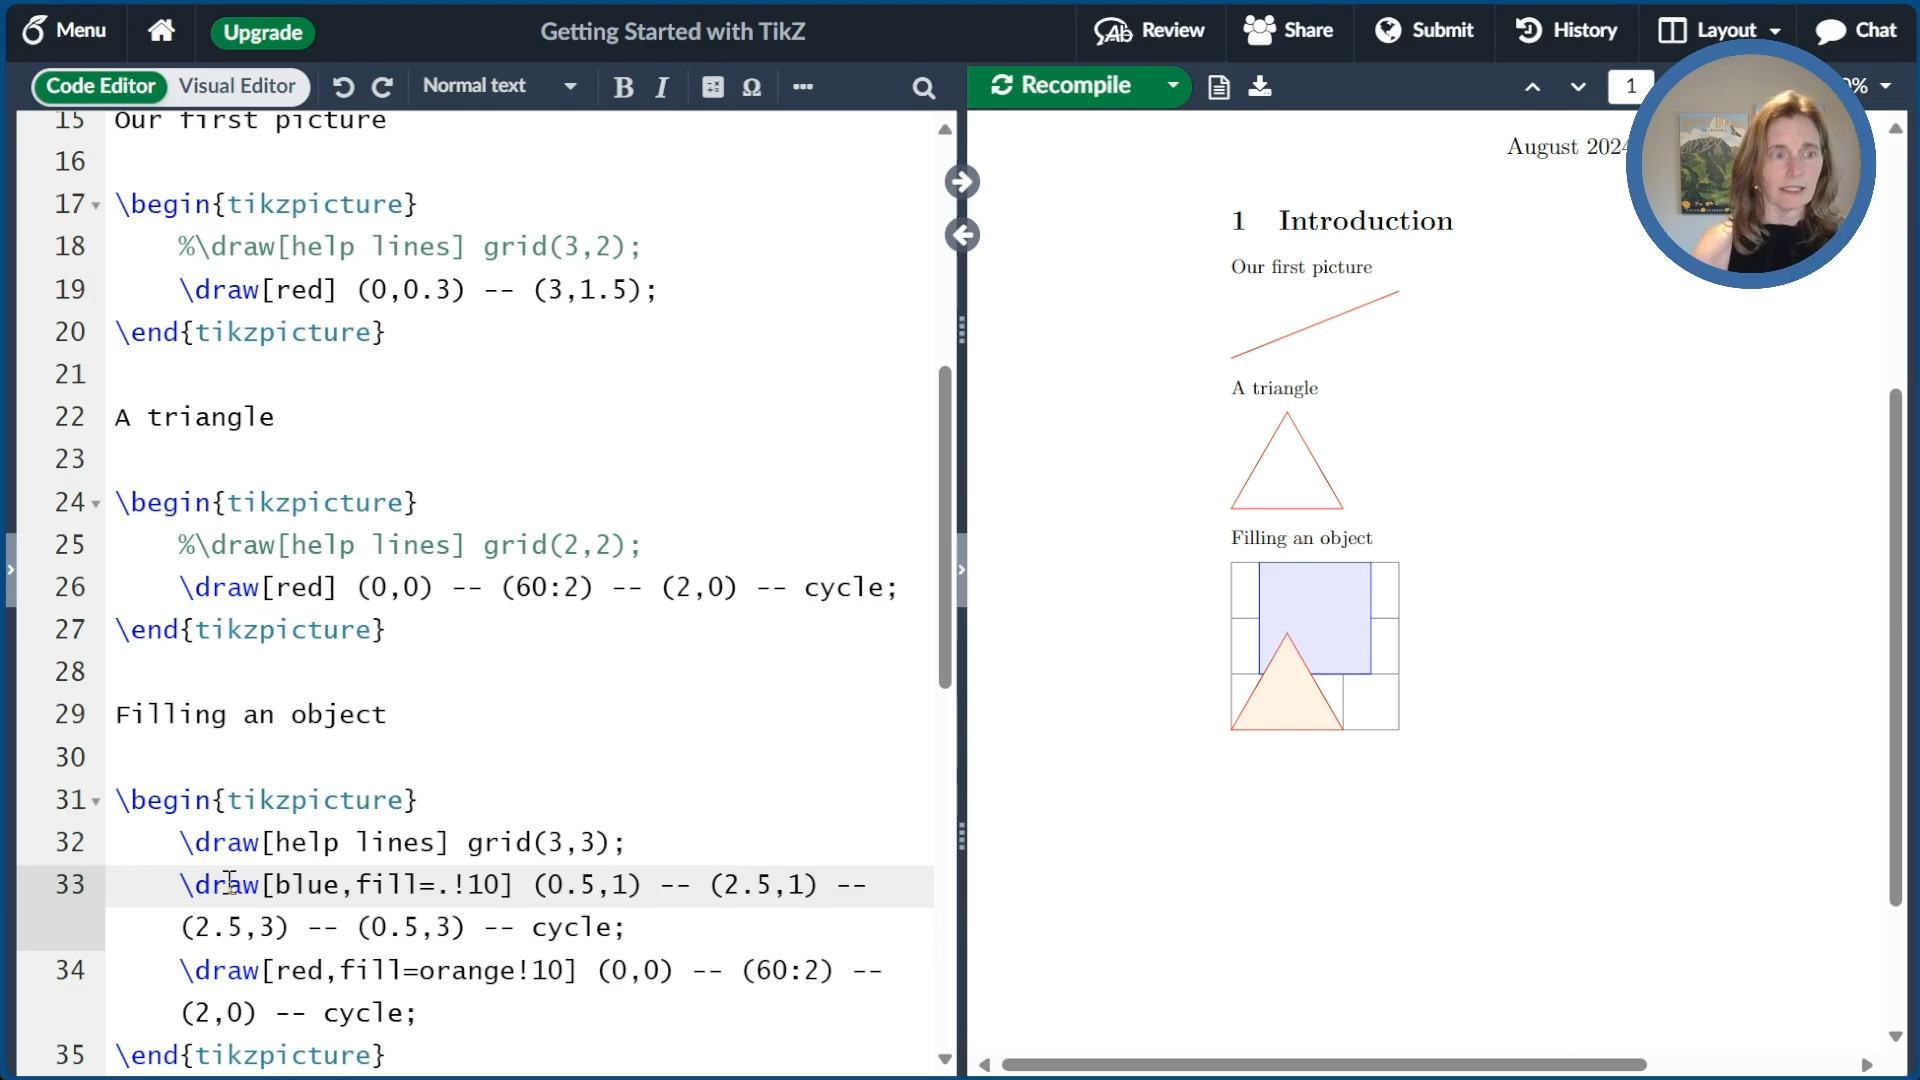 Menu
Upgrade
Getting Started with TikZ
Review
Share
Submit
History
Layout
Chat
Code Editor
Visual Editor
Normal text
B
I
Ω
Recompile
1
%
15 Our first picture
16
17 \begin{tikzpicture}
18 %\draw[help lines] grid(3,2);
19 \draw[red] (0,0.3) -- (3,1.5);
20 \end{tikzpicture}
21
22 A triangle
23
24 \begin{tikzpicture}
25 %\draw[help lines] grid(2,2);
26 \draw[red] (0,0) -- (60:2) -- (2,0) -- cycle;
27 \end{tikzpicture}
28
29 Filling an object
30
31 \begin{tikzpicture}
32 \draw[help lines] grid(3,3);
33 \draw[blue,fill=.!10] (0.5,1) -- (2.5,1) --
(2.5,3) -- (0.5,3) -- cycle;
34 \draw[red,fill=orange!10] (0,0) -- (60:2) --
(2,0) -- cycle;
35 \end{tikzpicture}
August 2024
1 Introduction
Our first picture
A triangle
Filling an object